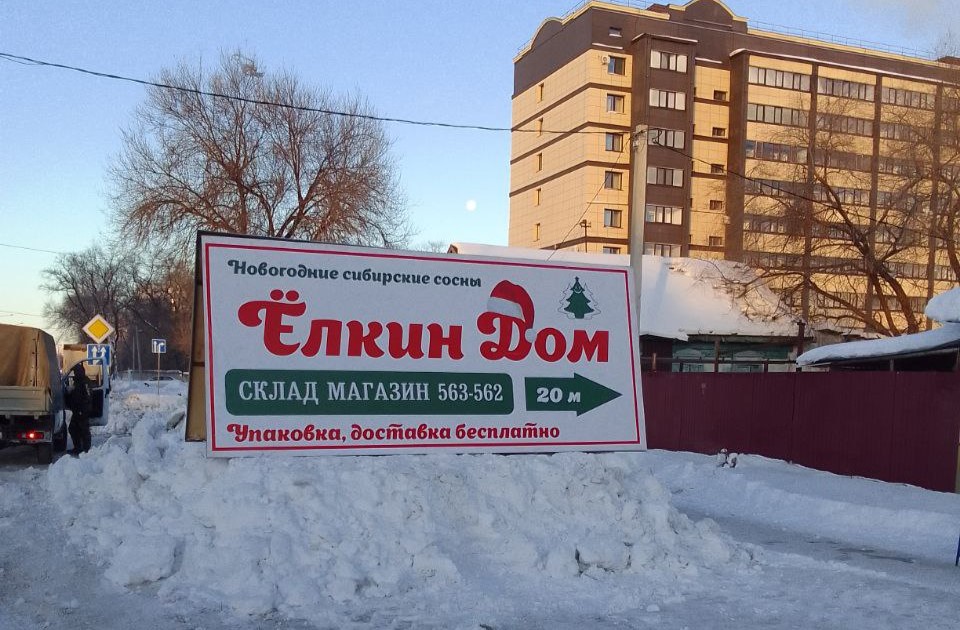 Новогодние сибирские сосны
Ёлкин Дом
СКЛАД МАГАЗИН 563-562
20 м
Упаковка, доставка бесплатно